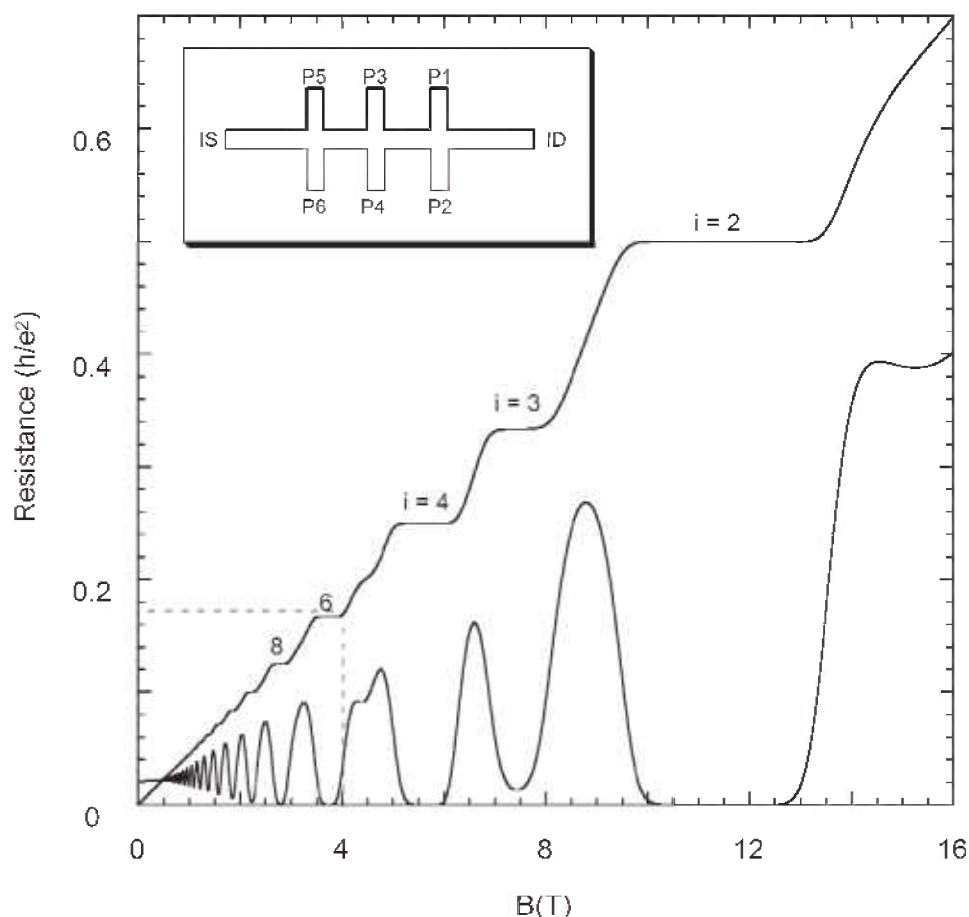 P5 P3 P1
IS ID
P6 P4 P2
0.6
0.4
0.2
0
Resistance (h/e²)
i = 2
i = 3
i = 4
6
8
0 4 8 12 16
B(T)